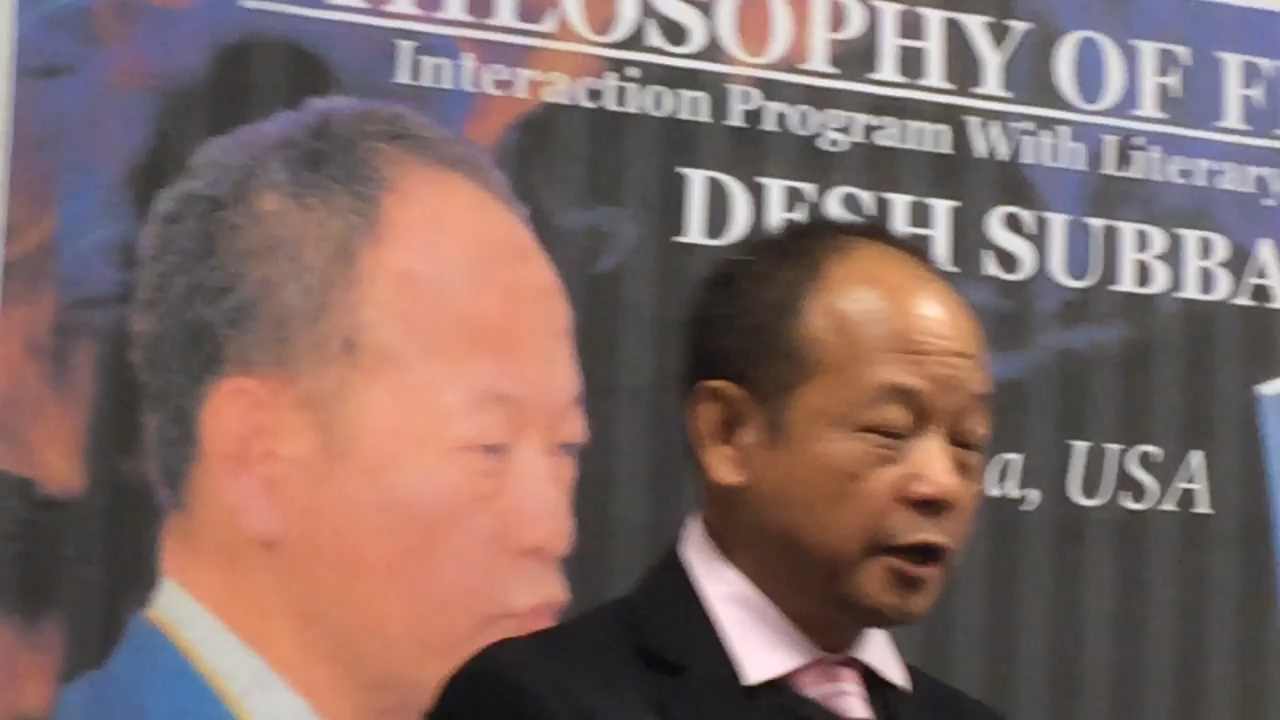 PHILOSOPHY OF F
Interaction Program With Literary
DESH SUBBA
a, USA